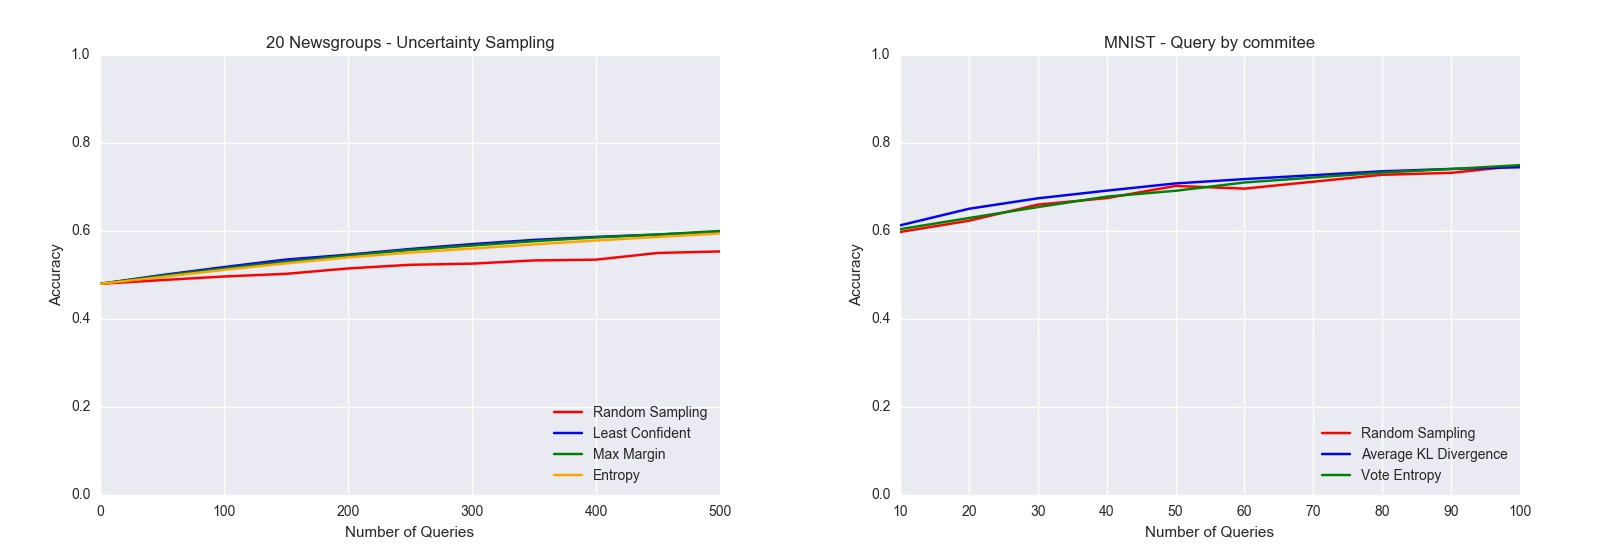 20 Newsgroups - Uncertainty Sampling
1.0
0.8
0.6
0.4
0.2
0.0
Accuracy
0 100 200 300 400 500
Number of Queries
Random Sampling
Least Confident
Max Margin
Entropy
MNIST - Query by commitee
1.0
0.8
0.6
0.4
0.2
0.0
Accuracy
10 20 30 40 50 60 70 80 90 100
Number of Queries
Random Sampling
Average KL Divergence
Vote Entropy